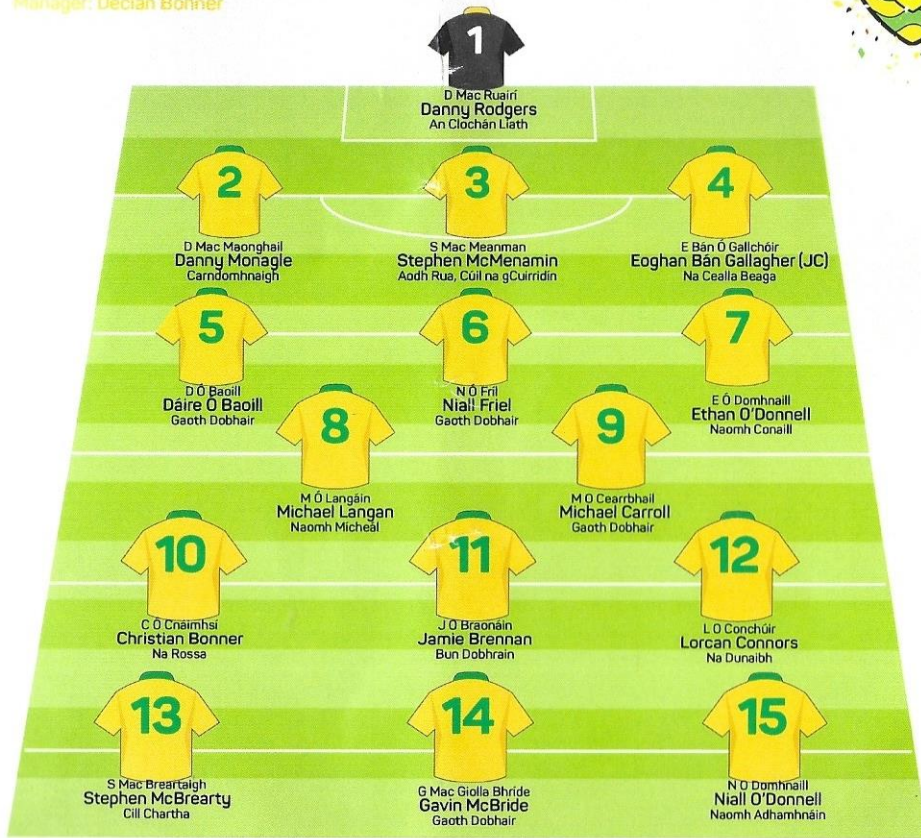 Manager: Declan Bonner
1
D Mac Ruairí
Danny Rodgers
An Clochán Liath
2
D Mac Maonghail
Danny Monagle
Carndomhnaigh
3
S Mac Meanman
Stephen McMenamin
Aodh Rua, Cúil na gCuirridín
4
E Bán Ó Gallchóir
Eoghan Bán Gallagher (JC)
Na Cealla Beaga
5
D Ó Baoill
Dáire Ó Baoill
Gaoth Dobhair
6
N Ó Fríl
Niall Friel
Gaoth Dobhair
7
E Ó Domhnaill
Ethan O'Donnell
Naomh Conaill
8
M Ó Langáin
Michael Langan
Naomh Micheál
9
M O Cearrbhail
Michael Carroll
Gaoth Dobhair
10
C Ó Cnáimhsí
Christian Bonner
Na Rossa
11
J Ó Braonáin
Jamie Brennan
Bun Dobhrain
12
L O Conchúir
Lorcan Connors
Na Dunaibh
13
S Mac Breartaigh
Stephen McBrearty
Cill Chartha
14
G Mac Giolla Bhríde
Gavin McBride
Gaoth Dobhair
15
N O Domhnaill
Niall O'Donnell
Naomh Adhamhnáin